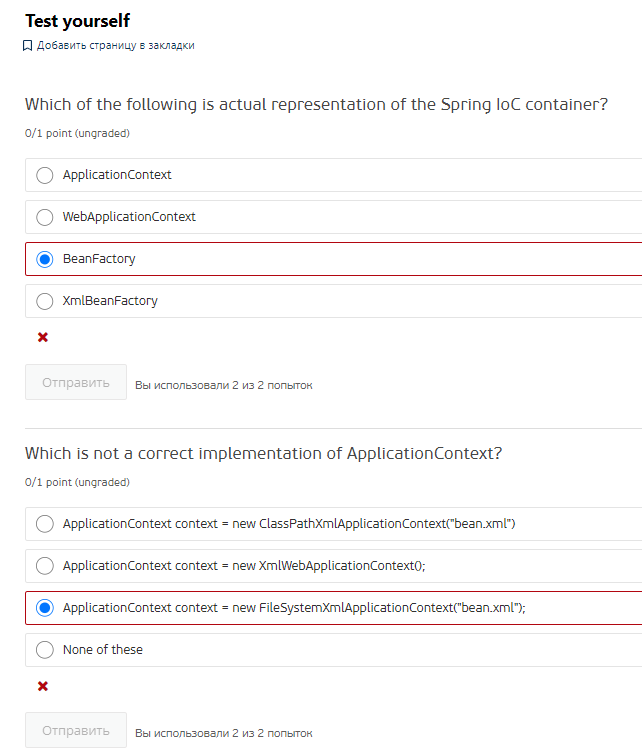 Test yourself
Добавить страницу в закладки
Which of the following is actual representation of the Spring IoC container?
0/1 point (ungraded)
ApplicationContext
WebApplicationContext
BeanFactory
XmlBeanFactory
Отправить
Вы использовали 2 из 2 попыток
Which is not a correct implementation of ApplicationContext?
0/1 point (ungraded)
ApplicationContext context = new ClassPathXmlApplicationContext("bean.xml")
ApplicationContext context = new XmlWebApplicationContext();
ApplicationContext context = new FileSystemXmlApplicationContext("bean.xml");
None of these
Отправить
Вы использовали 2 из 2 попыток